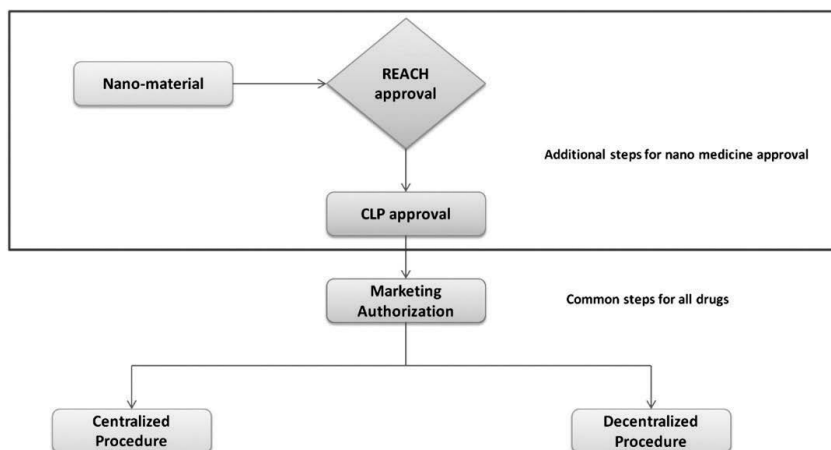 Nano-material
REACH
approval
Additional steps for nano medicine approval
CLP approval
Marketing
Authorization
Common steps for all drugs
Centralized
Procedure
Decentralized
Procedure